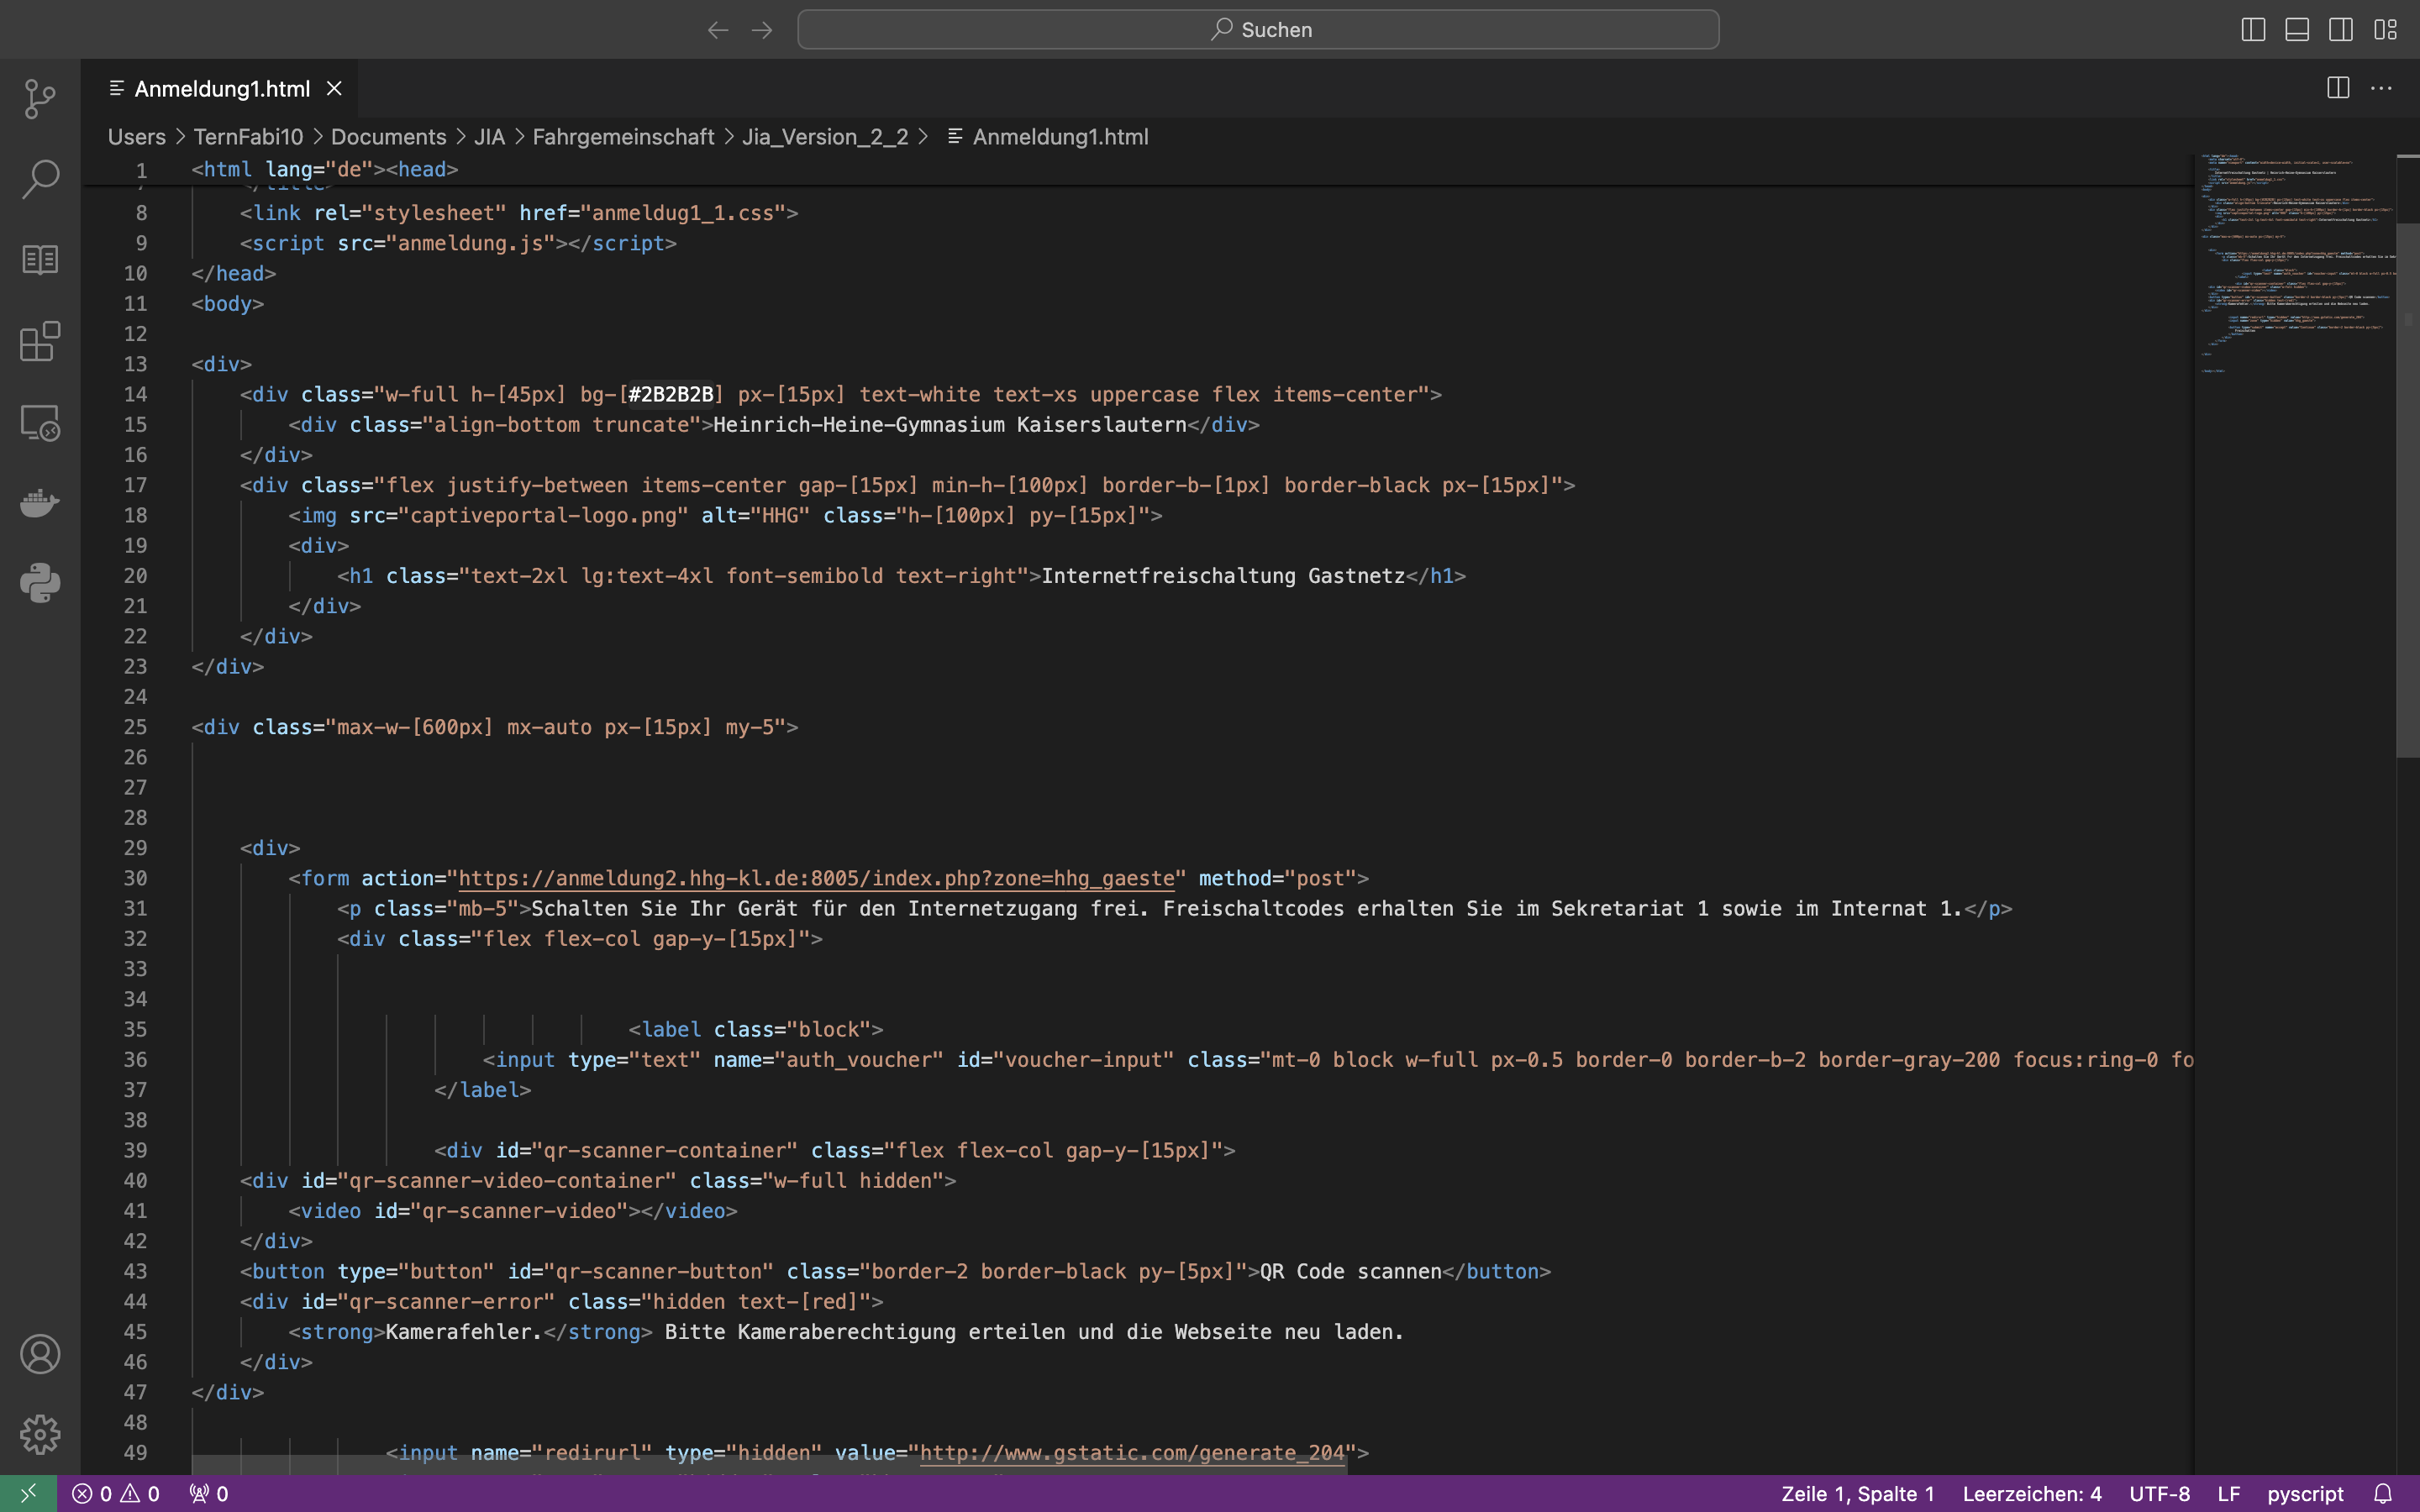 Suchen
Anmeldung1.html
Users > TernFabi10 > Documents > JIA > Fahrgemeinschaft > Jia_Version_2_2 > Anmeldung1.html
1 <html lang="de"><head>
7 </title>
8 <link rel="stylesheet" href="anmeldug1_1.css">
9 <script src="anmeldung.js"></script>
10 </head>
11 <body>
12
13 <div>
14 <div class="w-full h-[45px] bg-[#2B2B2B] px-[15px] text-white text-xs uppercase flex items-center">
15 <div class="align-bottom truncate">Heinrich-Heine-Gymnasium Kaiserslautern</div>
16 </div>
17 <div class="flex justify-between items-center gap-[15px] min-h-[100px] border-b-[1px] border-black px-[15px]">
18 <img src="captiveportal-logo.png" alt="HHG" class="h-[100px] py-[15px]">
19 <div>
20 <h1 class="text-2xl lg:text-4xl font-semibold text-right">Internetfreischaltung Gastnetz</h1>
21 </div>
22 </div>
23 </div>
24
25 <div class="max-w-[600px] mx-auto px-[15px] my-5">
26
27
28
29 <div>
30 <form action="https://anmeldung2.hhg-kl.de:8005/index.php?zone=hhg_gaeste" method="post">
31 <p class="mb-5">Schalten Sie Ihr Gerät für den Internetzugang frei. Freischaltcodes erhalten Sie im Sekretariat 1 sowie im Internat 1.</p>
32 <div class="flex flex-col gap-y-[15px]">
33
34
35 <label class="block">
36 <input type="text" name="auth_voucher" id="voucher-input" class="mt-0 block w-full px-0.5 border-0 border-b-2 border-gray-200 focus:ring-0 fo
37 </label>
38
39 <div id="qr-scanner-container" class="flex flex-col gap-y-[15px]">
40 <div id="qr-scanner-video-container" class="w-full hidden">
41 <video id="qr-scanner-video"></video>
42 </div>
43 <button type="button" id="qr-scanner-button" class="border-2 border-black py-[5px]">QR Code scannen</button>
44 <div id="qr-scanner-error" class="hidden text-[red]">
45 <strong>Kamerafehler.</strong> Bitte Kameraberechtigung erteilen und die Webseite neu laden.
46 </div>
47 </div>
48
49 <input name="redirurl" type="hidden" value="http://www.gstatic.com/generate_204">
0 0 0 Zeile 1, Spalte 1 Leerzeichen: 4 UTF-8 LF pyscript